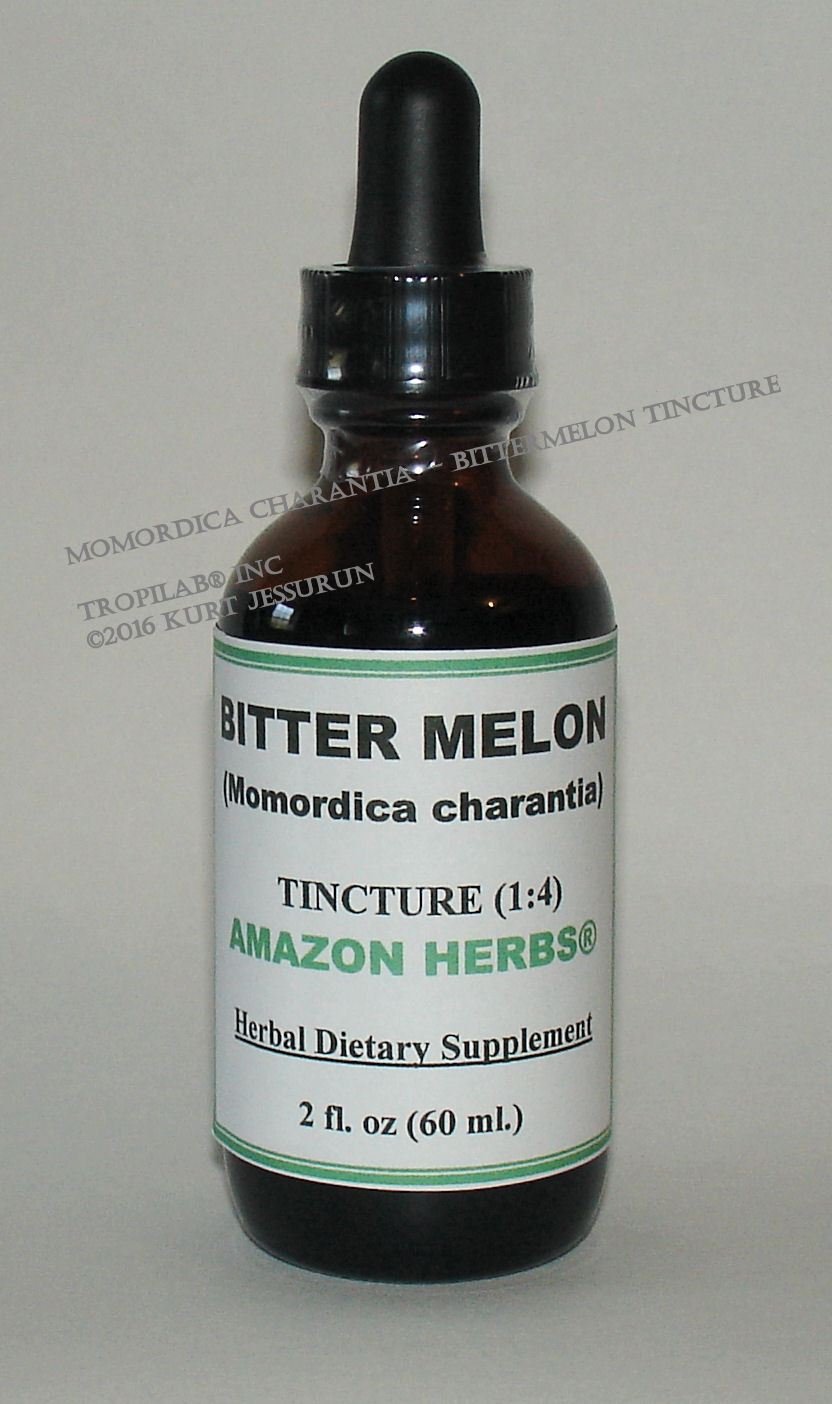 MOMORDICA CHARANTIA - BITTERMELON TINCTURE
TROPILAB® INC
©2016 KURT JESSURUN
BITTER MELON
(Momordica charantia)
TINCTURE (1:4)
AMAZON HERBS®
Herbal Dietary Supplement
2 fl. oz (60 ml.)